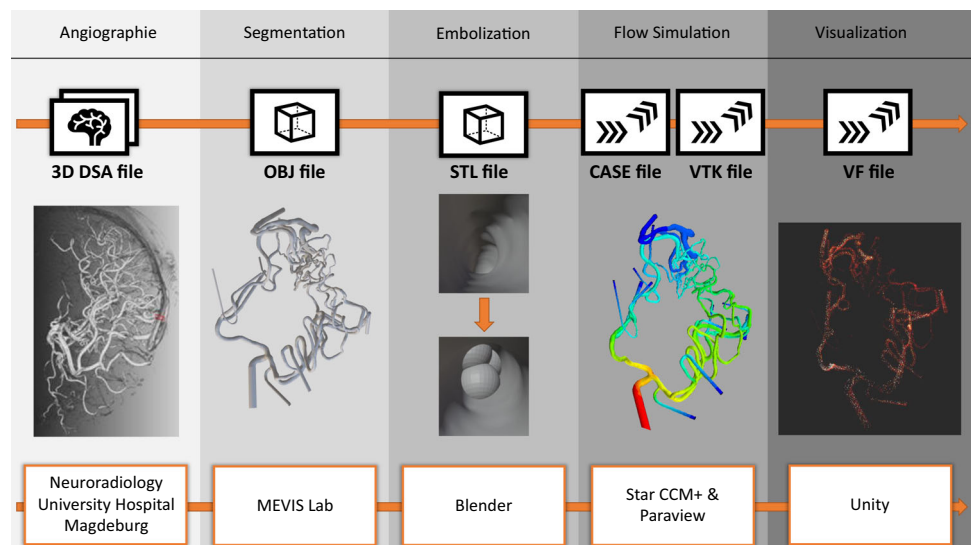 Angiographie
Segmentation
Embolization
Flow Simulation
Visualization
3D DSA file
OBJ file
STL file
CASE file
VTK file
VF file
Neuroradiology
University Hospital
Magdeburg
MEVIS Lab
Blender
Star CCM+ &
Paraview
Unity